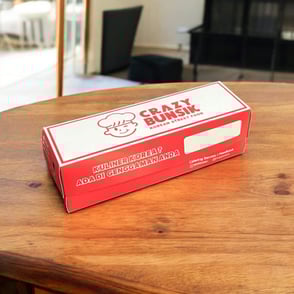 CRAZY
BUNSIK
KOREAN STREET FOOD
KULINER KOREA?
ADA DI GENGGAMAN ANDA